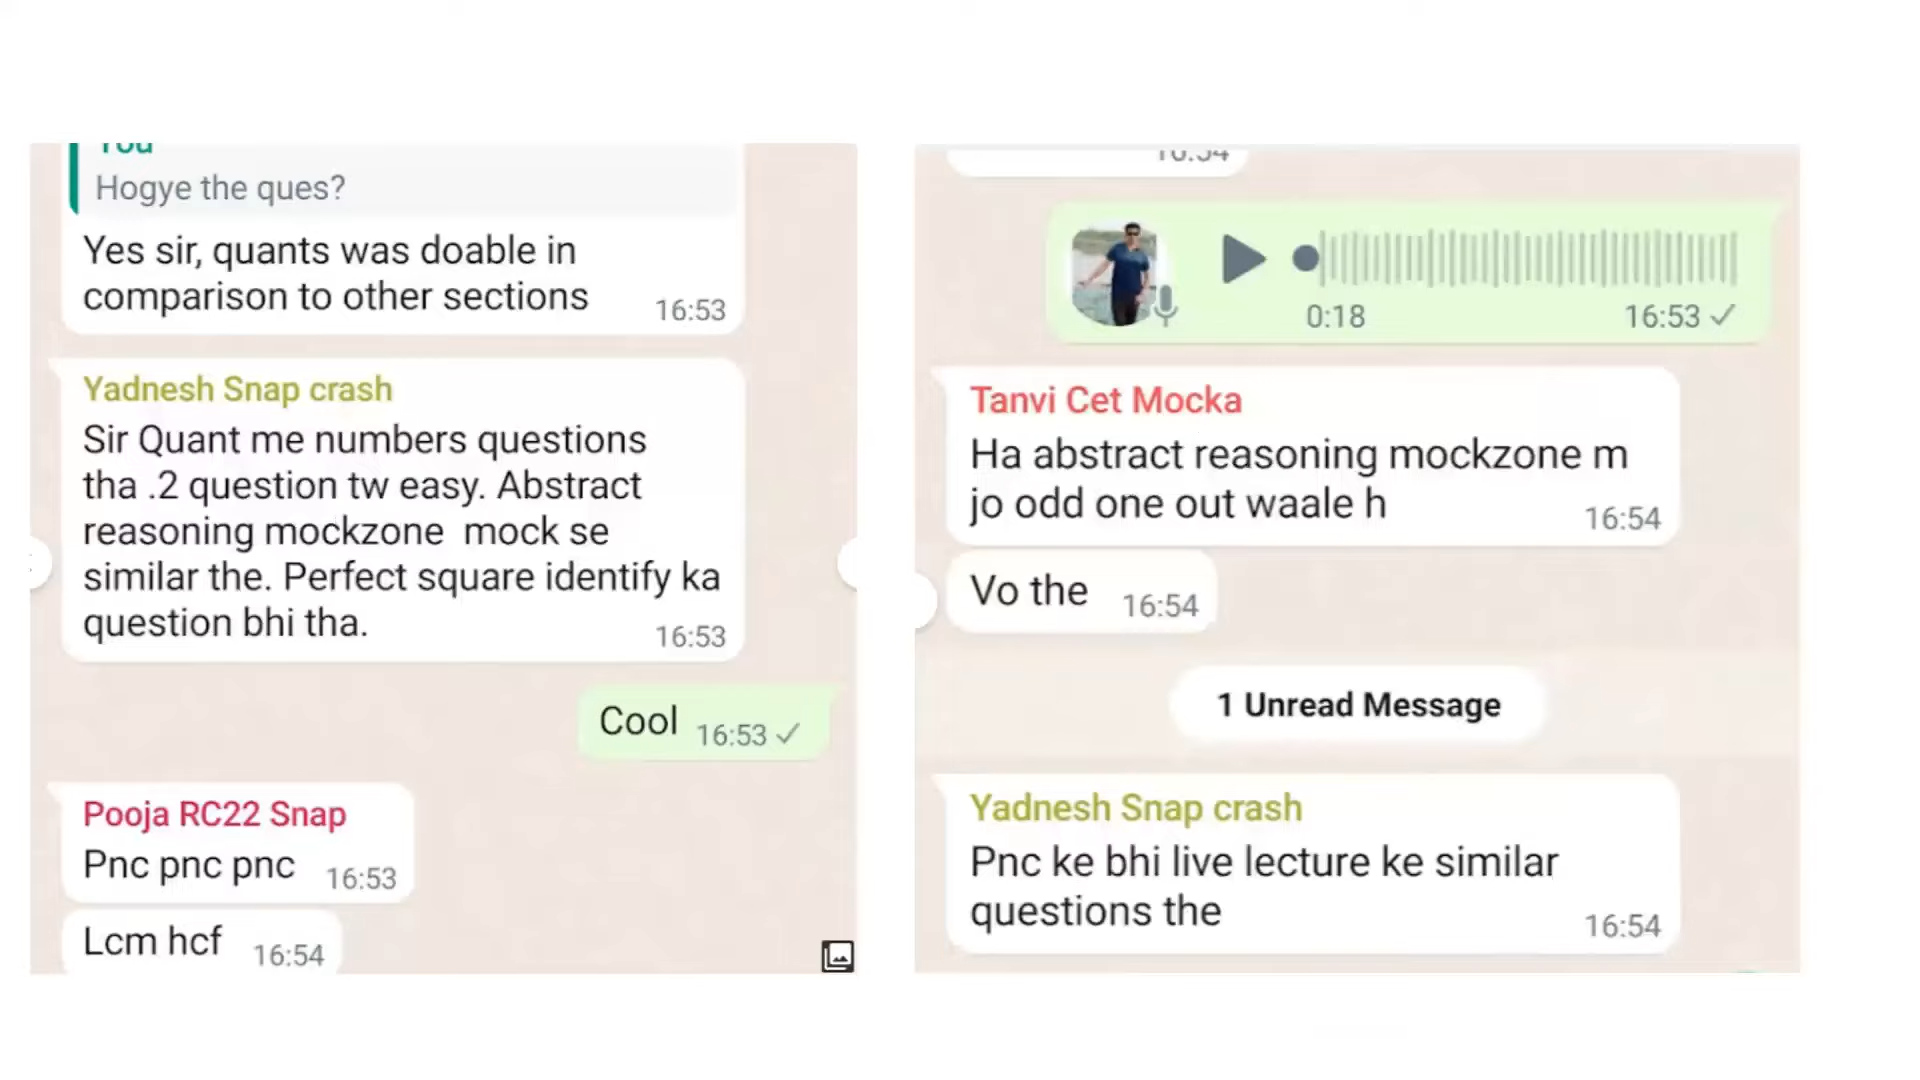 You
Hogye the ques?
Yes sir, quants was doable in
comparison to other sections
16:53
Yadnesh Snap crash
Sir Quant me numbers questions
tha .2 question tw easy. Abstract
reasoning mockzone mock se
similar the. Perfect square identify ka
question bhi tha.
16:53
Cool 16:53
Pooja RC22 Snap
Pnc pnc pnc 16:53
Lcm hcf 16:54
16:54
0:18 16:53
Tanvi Cet Mocka
Ha abstract reasoning mockzone m
jo odd one out waale h
16:54
Vo the 16:54
1 Unread Message
Yadnesh Snap crash
Pnc ke bhi live lecture ke similar
questions the
16:54